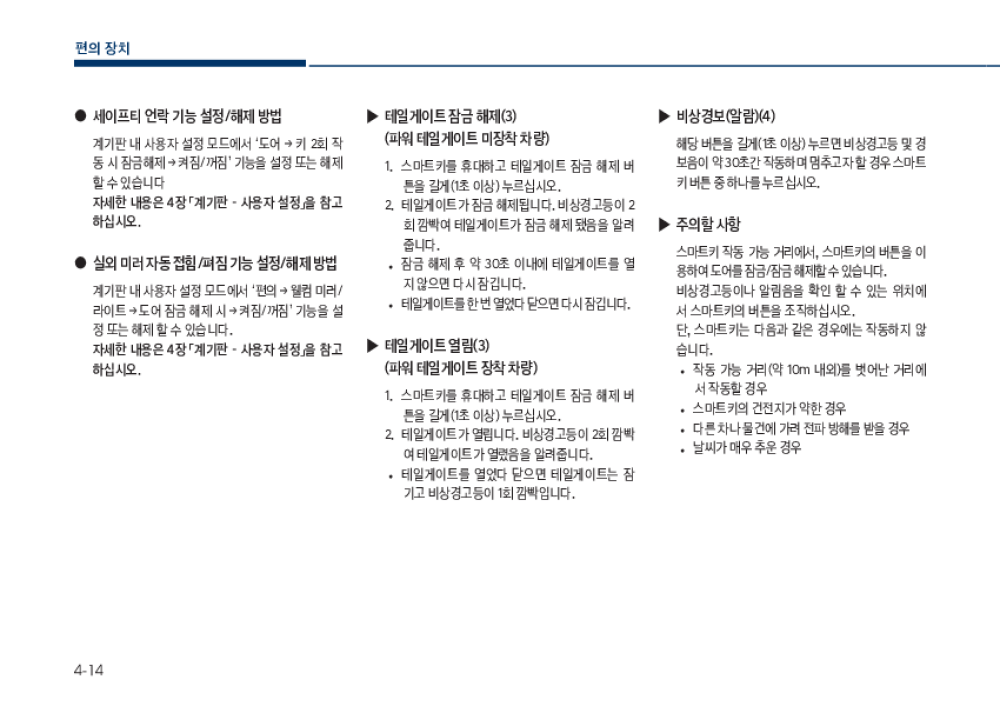 편의 장치
● 세이프티 언락 기능 설정/해제 방법
계기판 내 사용자 설정 모드에서 ‘도어 → 키 2회 작
동 시 잠금해제 → 켜짐/꺼짐’ 기능을 설정 또는 해제
할 수 있습니다
자세한 내용은 4장 「계기판 - 사용자 설정」을 참고
하십시오.
● 실외 미러 자동 접힘/펴짐 기능 설정/해제 방법
계기판 내 사용자 설정 모드에서 ‘편의 → 웰컴 미러/
라이트 → 도어 잠금 해제 시 → 켜짐/꺼짐’ 기능을 설
정 또는 해제 할 수 있습니다.
자세한 내용은 4장 「계기판 - 사용자 설정」을 참고
하십시오.
▶ 테일게이트 잠금 해제(3)
(파워 테일게이트 미장착 차량)
1. 스마트키를 휴대하고 테일게이트 잠금 해제 버
튼을 길게(1초 이상) 누르십시오.
2. 테일게이트가 잠금 해제됩니다. 비상경고등이 2
회 깜박여 테일게이트가 잠금 해제 됐음을 알려
줍니다.
• 잠금 해제 후 약 30초 이내에 테일게이트를 열
지 않으면 다시 잠깁니다.
• 테일게이트를 한 번 열었다 닫으면 다시 잠깁니다.
▶ 테일게이트 열림(3)
(파워 테일게이트 장착 차량)
1. 스마트키를 휴대하고 테일게이트 잠금 해제 버
튼을 길게(1초 이상) 누르십시오.
2. 테일게이트가 열립니다. 비상경고등이 2회 깜박
여 테일게이트가 열렸음을 알려줍니다.
• 테일게이트를 열었다 닫으면 테일게이트는 잠
기고 비상경고등이 1회 깜빡입니다.
▶ 비상경보(알람)(4)
해당 버튼을 길게(1초 이상) 누르면 비상경고등 및 경
보음이 약 30초간 작동하며 멈추고자 할 경우 스마트
키 버튼 중 하나를 누르십시오.
▶ 주의할 사항
스마트키 작동 가능 거리에서, 스마트키의 버튼을 이
용하여 도어를 잠금/잠금 해제할 수 있습니다.
비상경고등이나 알림음을 확인 할 수 있는 위치에
서 스마트키의 버튼을 조작하십시오.
단, 스마트키는 다음과 같은 경우에는 작동하지 않
습니다.
• 작동 가능 거리(약 10m 내외)를 벗어난 거리에
서 작동할 경우
• 스마트키의 건전지가 약한 경우
• 다른 차나 물건에 가려 전파 방해를 받을 경우
• 날씨가 매우 추운 경우
4-14